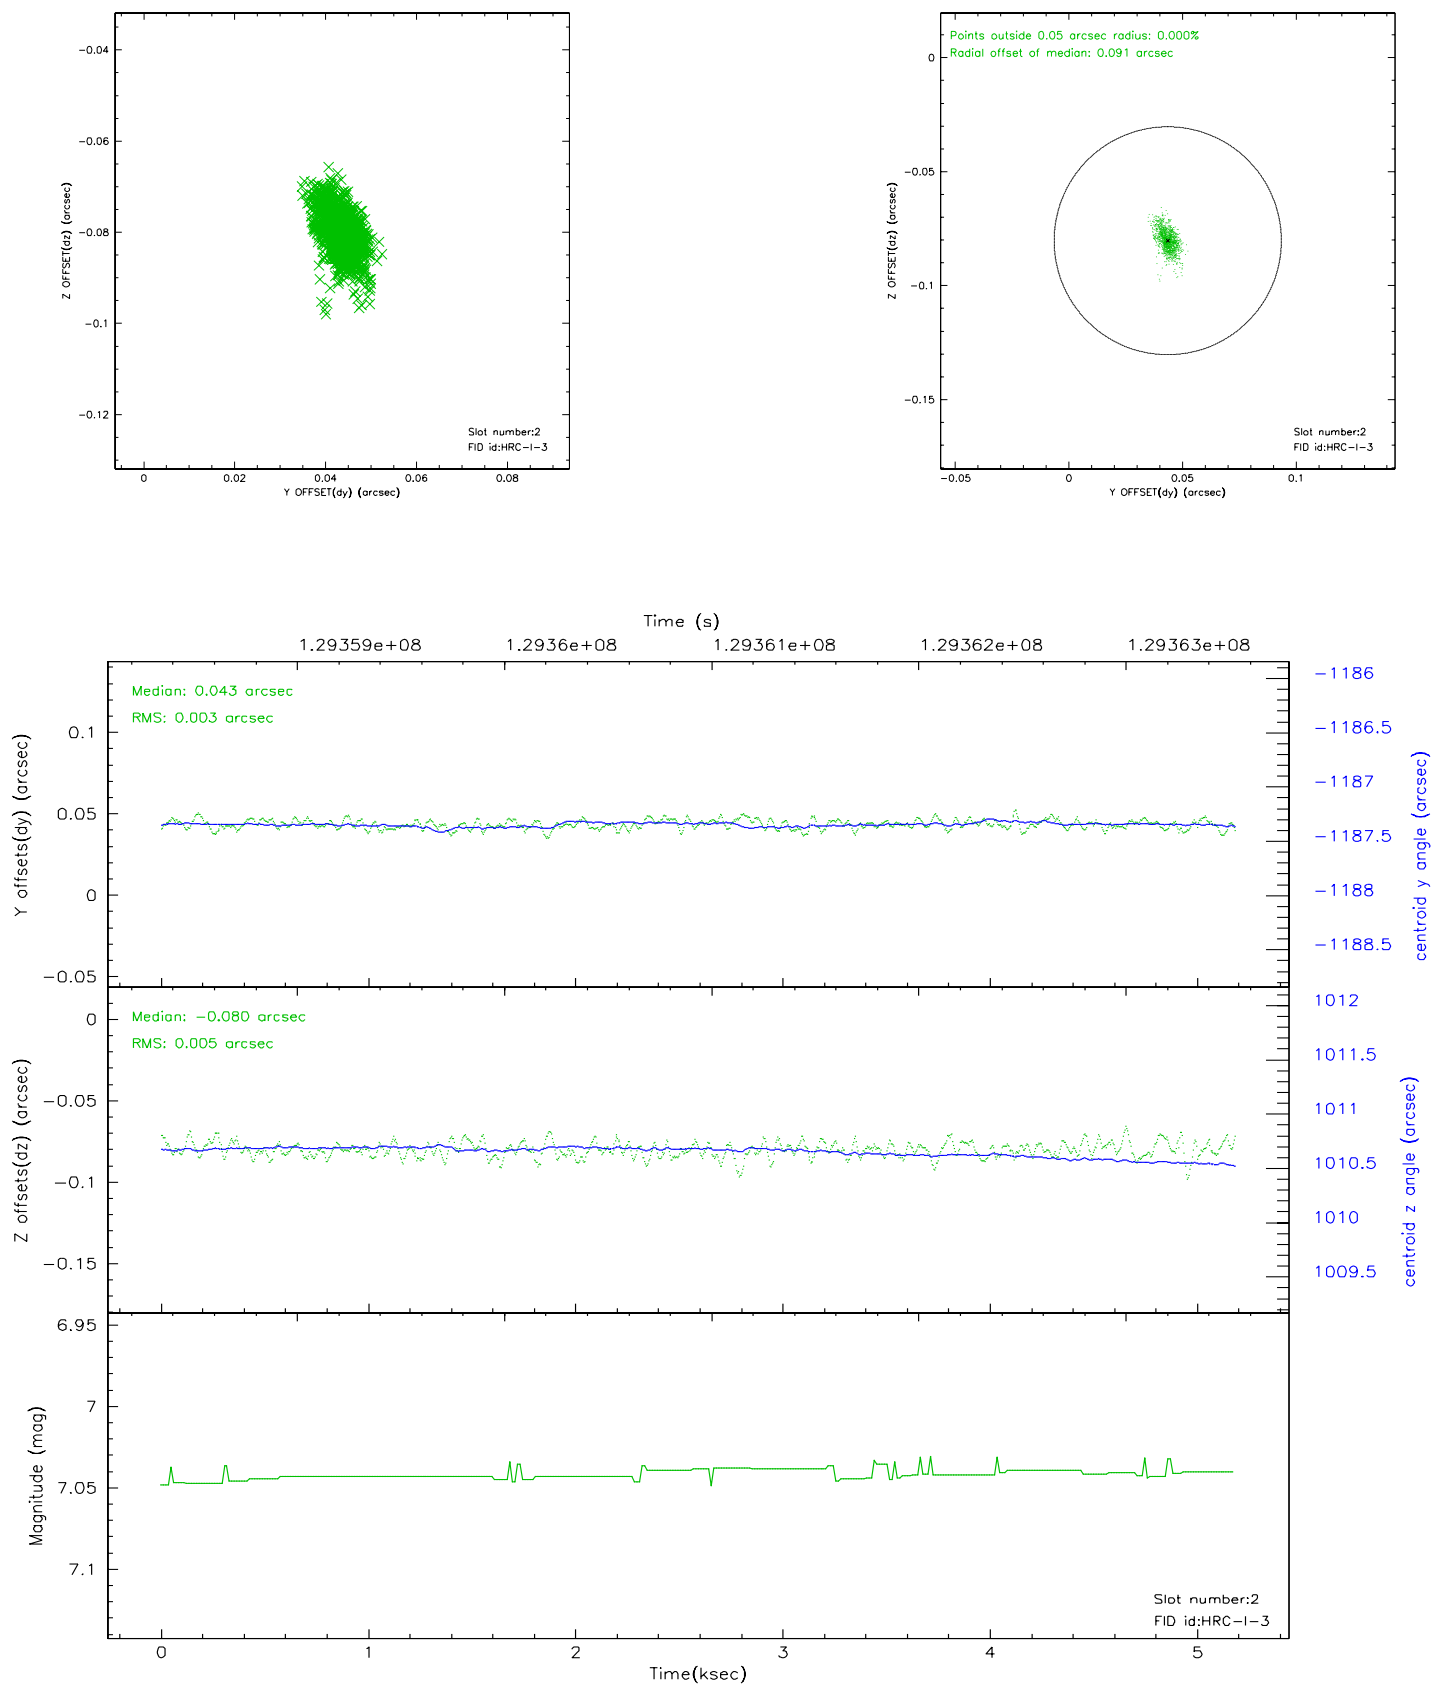 -0.04
-0.06
-0.08
-0.1
-0.12
Z OFFSET(dz) (arcsec)
Slot number:2
FID id:HRC-I-3
0 0.02 0.04 0.06 0.08
Y OFFSET(dy) (arcsec)
Points outside 0.05 arcsec radius: 0.000%
Radial offset of median: 0.091 arcsec
0
-0.05
-0.1
-0.15
Z OFFSET(dz) (arcsec)
Slot number:2
FID id:HRC-I-3
-0.05 0 0.05 0.1
Y OFFSET(dy) (arcsec)
Time (s)
1.29359e+08 1.2936e+08 1.29361e+08 1.29362e+08 1.29363e+08
Median: 0.043 arcsec
RMS: 0.003 arcsec
0.1
0.05
0
-0.05
Y offsets(dy) (arcsec)
-1186
-1186.5
-1187
-1187.5
-1188
-1188.5
centroid y angle (arcsec)
Median: -0.080 arcsec
RMS: 0.005 arcsec
0
-0.05
-0.1
-0.15
Z offsets(dz) (arcsec)
1012
1011.5
1011
1010.5
1010
1009.5
centroid z angle (arcsec)
6.95
7
7.05
7.1
Magnitude (mag)
Slot number:2
FID id:HRC-I-3
0 1 2 3 4 5
Time(ksec)